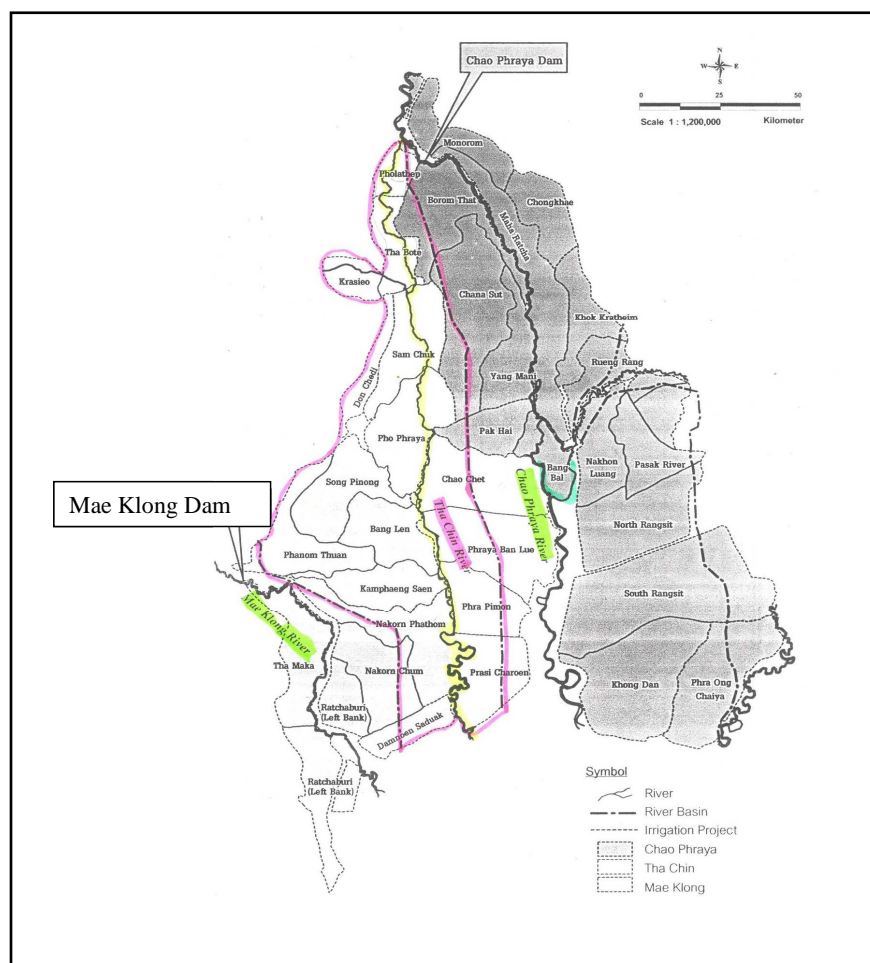 N
W E
S
Chao Phraya Dam
0 25 50
Scale 1 : 1,200,000 Kilometer
Monorom
Pholathep
Borom That
Chongkhae
Maha Ratcha
Tha Bote
Krasieo
Chana Sut
Khok Kratheim
Sam Chuk
Rueng Rang
Don Chedi
Yang Mani
Pak Hai
Pho Phraya
Bang
Bal
Nakhon
Luang
Pasak River
Chao Chet
Song Pinong
Chao Phraya River
Mae Klong Dam
Tha Chin River
North Rangsit
Bang Len
Phraya Ban Lue
Phanom Thuan
Kamphaeng Saen
South Rangsit
Phra Pimon
Mae Klong River
Nakorn Phathom
Tha Maka
Nakorn Chum
Prasi Charoen
Khong Dan
Phra Ong
Chaiya
Ratchaburi
(Left Bank)
Damnoen Saduak
Ratchaburi
(Left Bank)
Symbol
River
River Basin
Irrigation Project
Chao Phraya
Tha Chin
Mae Klong